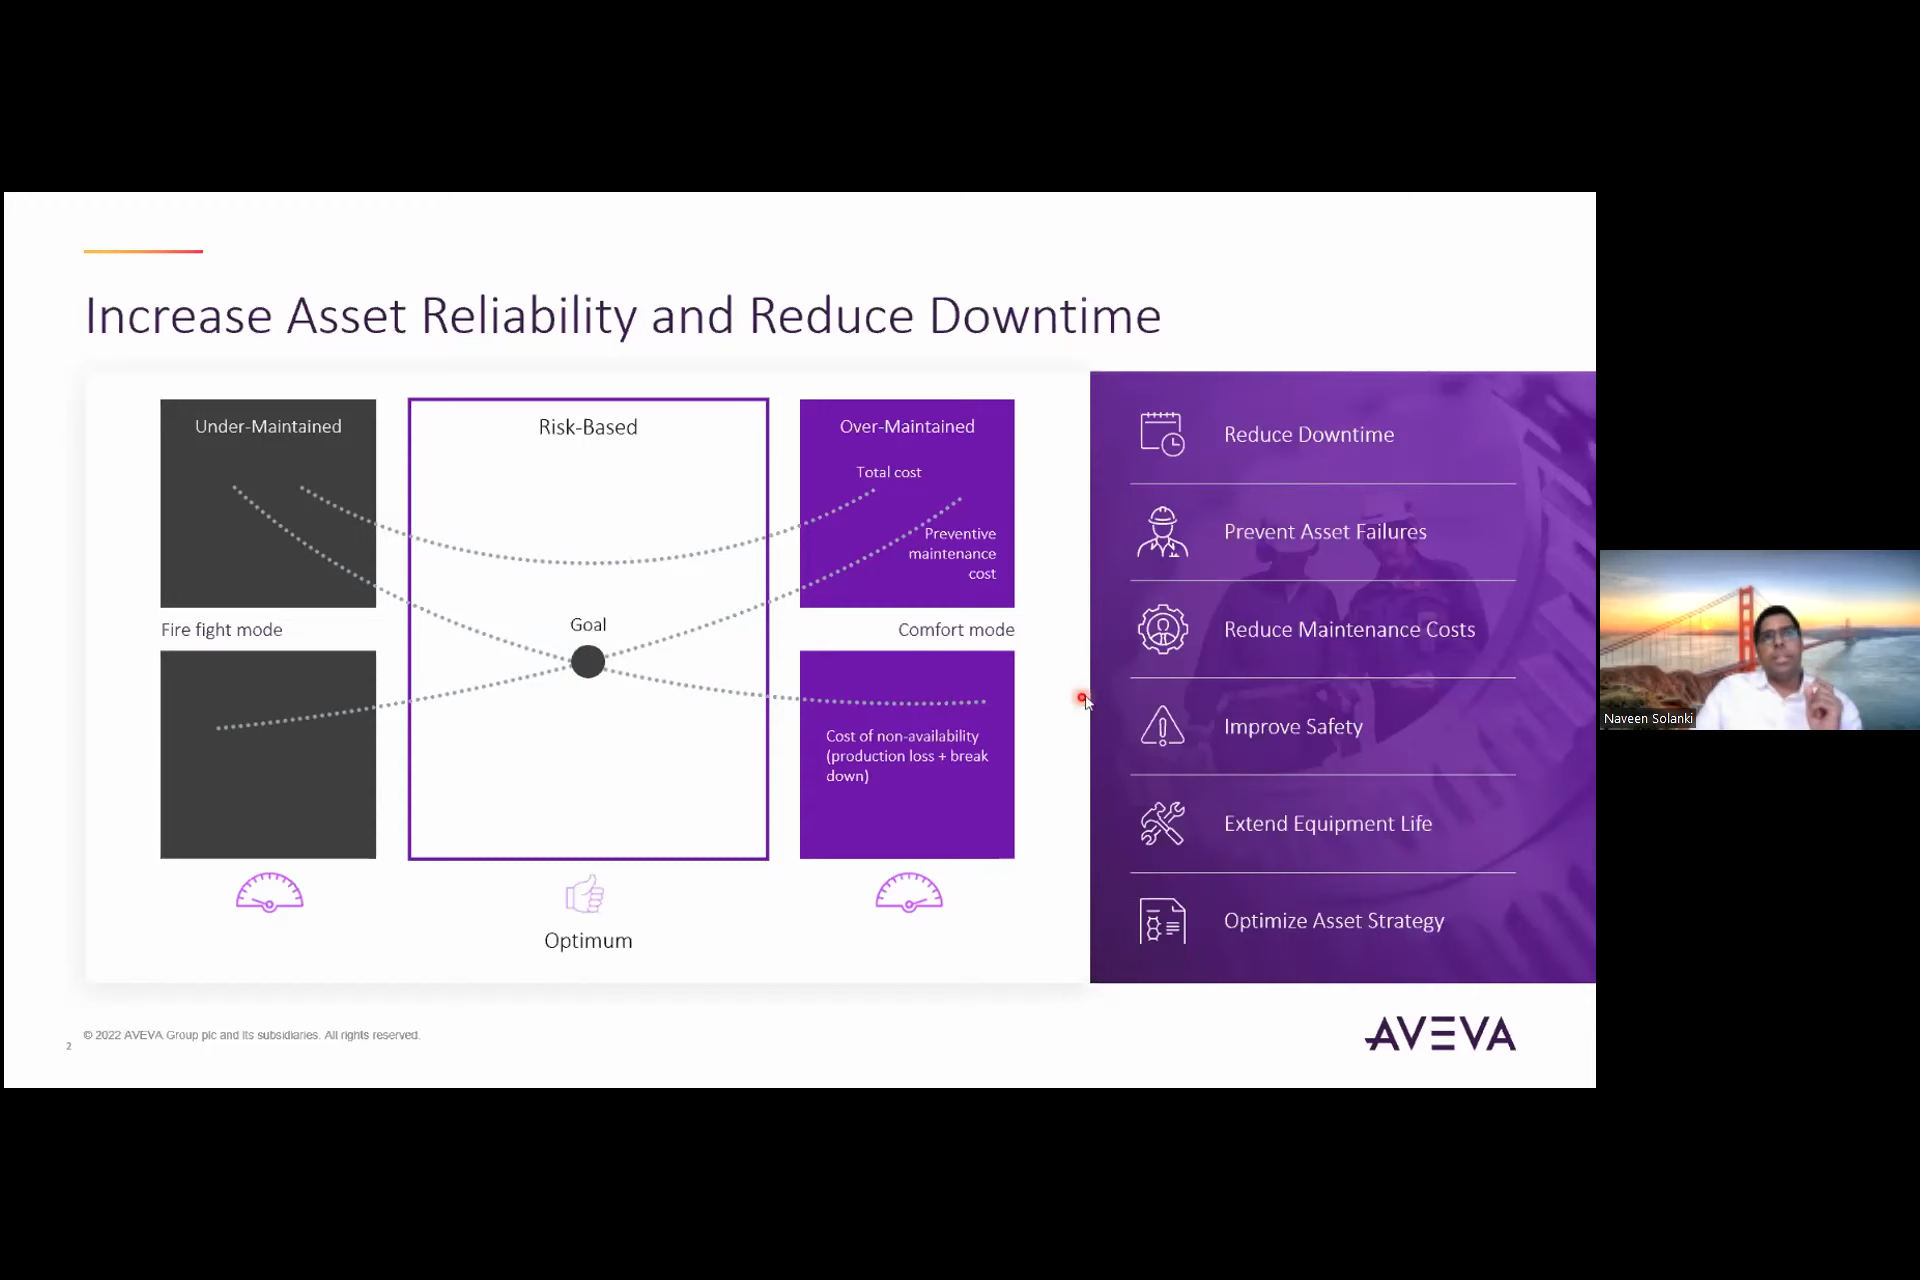 Increase Asset Reliability and Reduce Downtime
Under-Maintained
Risk-Based
Over-Maintained
Total cost
Preventive
maintenance
cost
Fire fight mode
Goal
Comfort mode
Cost of non-availability
(production loss + break
down)
Optimum
Reduce Downtime
Prevent Asset Failures
Reduce Maintenance Costs
Improve Safety
Extend Equipment Life
Optimize Asset Strategy
Naveen Solanki
© 2022 AVEVA Group plc and its subsidiaries. All rights reserved.
2
AVEVA